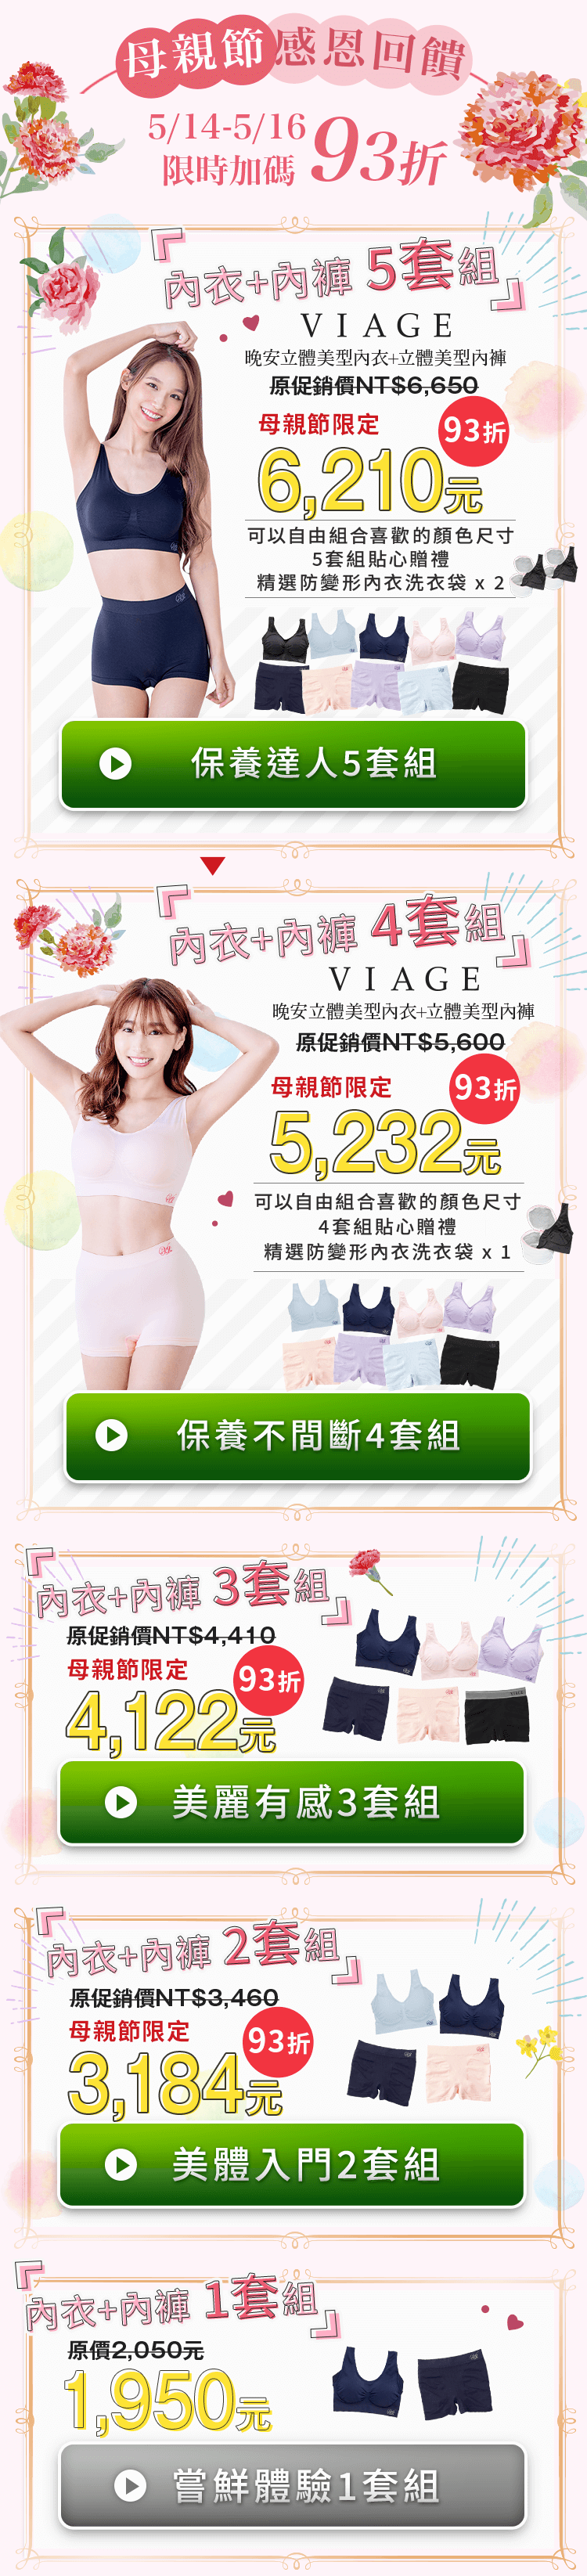 母親節感恩回饋
5/14-5/16
限時加碼 93折
內衣+內褲 5套組
VIAGE
晚安立體美型內衣+立體美型內褲
原促銷價NT$6,650
母親節限定
93折
6,210元
可以自由組合喜歡的顏色尺寸
5套組貼心贈禮
精選防變形內衣洗衣袋 x 2
保養達人5套組
內衣+內褲 4套組
VIAGE
晚安立體美型內衣+立體美型內褲
原促銷價NT$5,600
母親節限定
93折
5,232元
可以自由組合喜歡的顏色尺寸
4套組貼心贈禮
精選防變形內衣洗衣袋 x 1
保養不間斷4套組
內衣+內褲 3套組
原促銷價NT$4,410
母親節限定
93折
4,122元
美麗有感3套組
內衣+內褲 2套組
原促銷價NT$3,460
母親節限定
93折
3,184元
美體入門2套組
內衣+內褲 1套組
原價2,050元
1,950元
嘗鮮體驗1套組